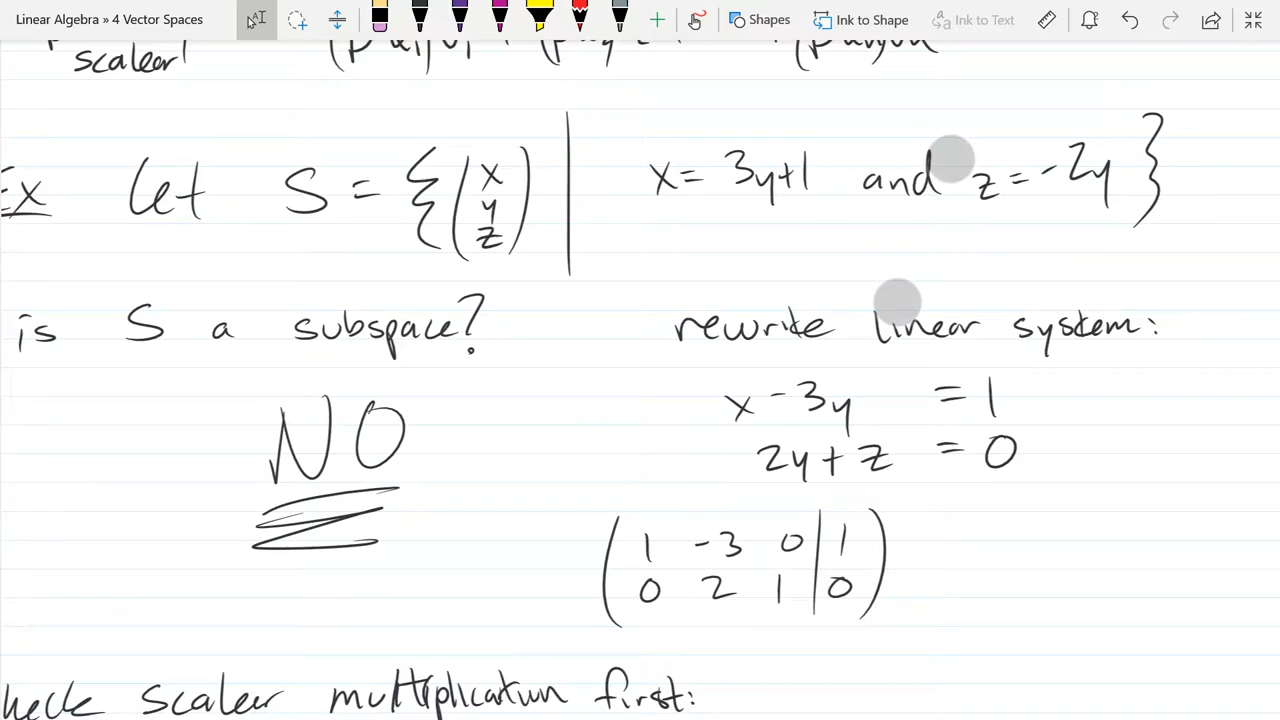 Linear Algebra » 4 Vector Spaces
Shapes
Ink to Shape
Ink to Text
scaler
Ex let S = { ( x y z ) | x = 3y+1 and z = -2y }
is S a subspace?
NO
rewrite linear system:
x - 3y = 1
2y + z = 0
( 1 -3 0 | 1
0 2 1 | 0 )
heck scaler multiplication first: